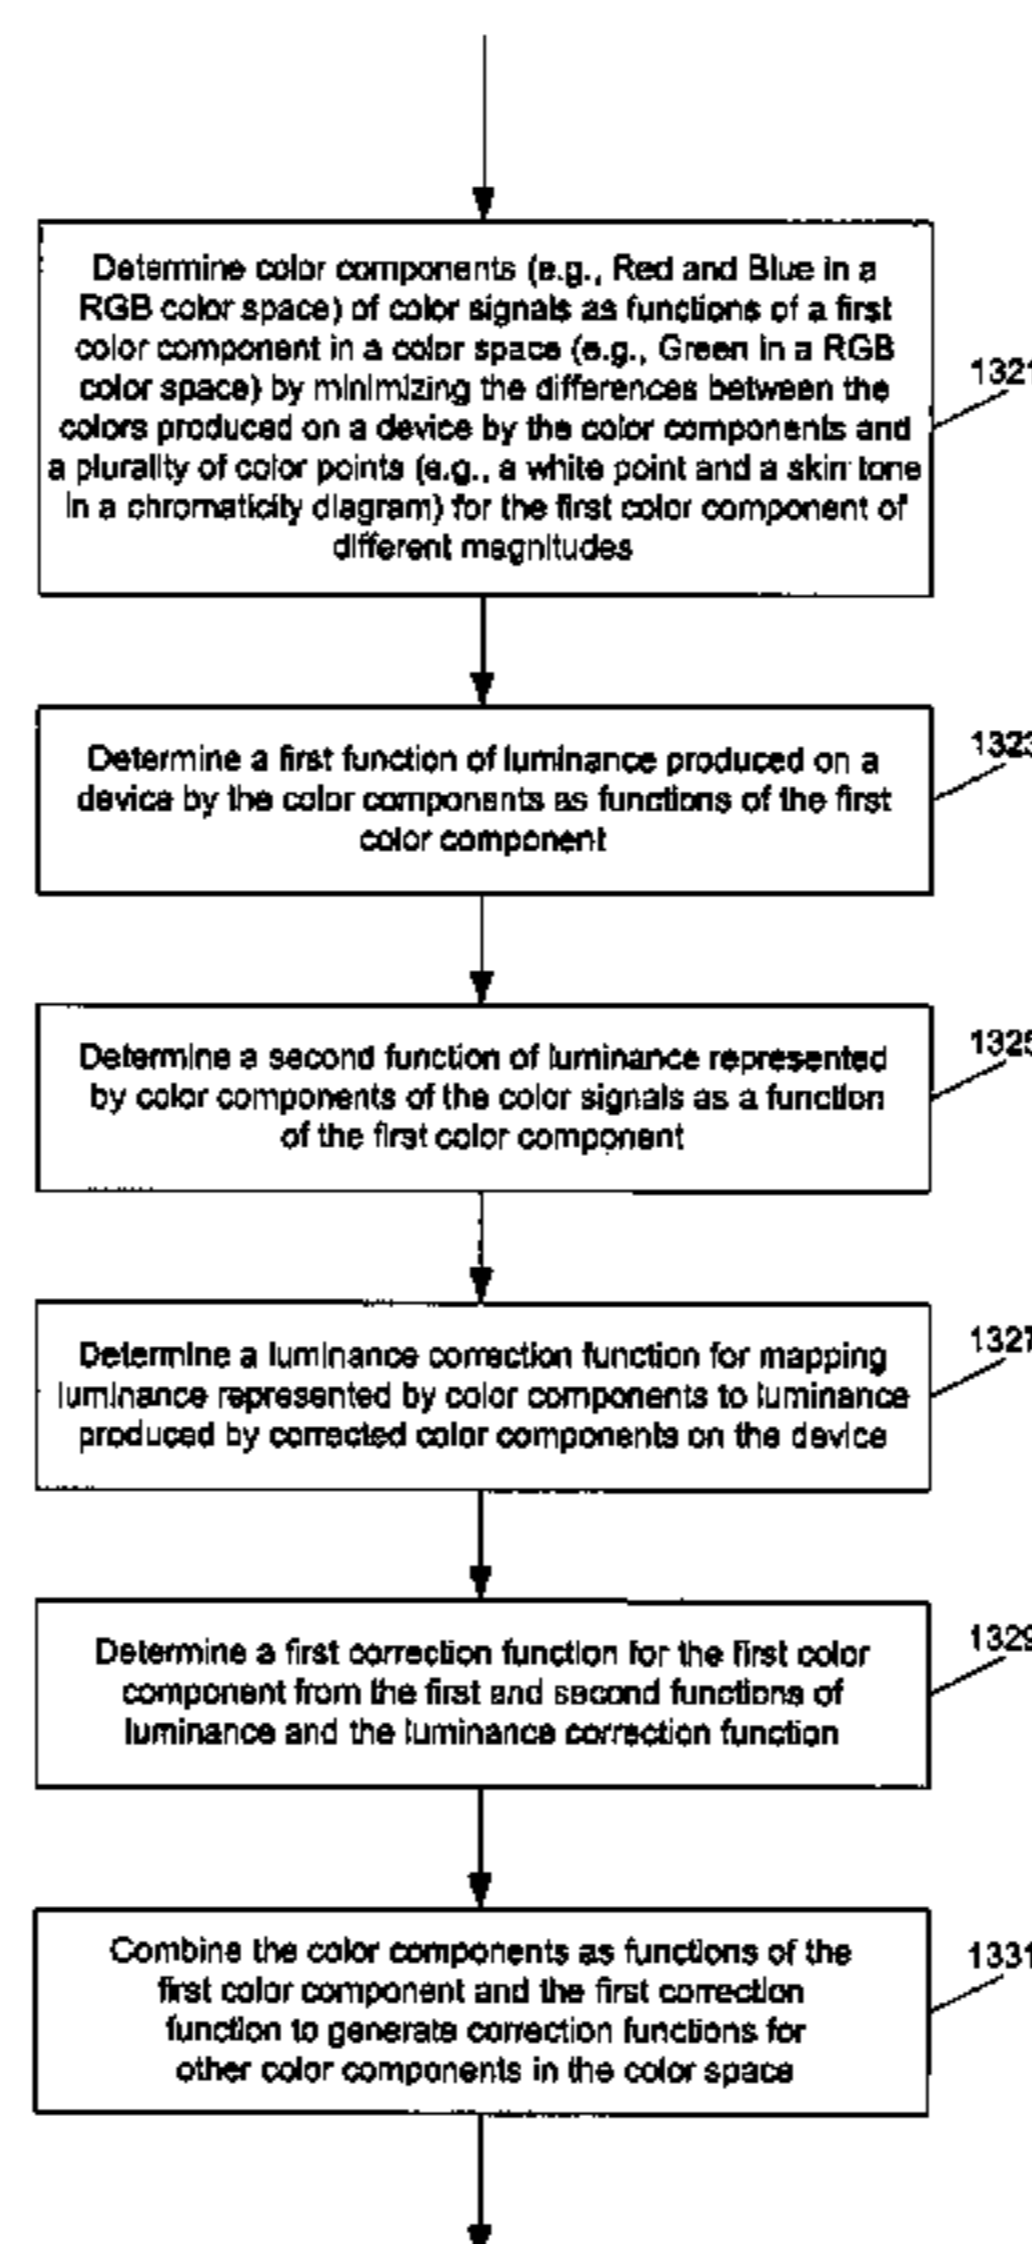 Determine color components (e.g., Red and Blue in a
RGB color space) of color signals as functions of a first
color component in a color space (e.g., Green in a RGB
color space) by minimizing the differences between the
colors produced on a device by the color components and
a plurality of color points (e.g., a white point and a skin tone
in a chromaticity diagram) for the first color component of
different magnitudes
1321
Determine a first function of luminance produced on a
device by the color components as functions of the first
color component
1323
Determine a second function of luminance represented
by color components of the color signals as a function
of the first color component
1325
Determine a luminance correction function for mapping
luminance represented by color components to luminance
produced by corrected color components on the device
1327
Determine a first correction function for the first color
component from the first and second functions of
luminance and the luminance correction function
1329
Combine the color components as functions of the
first color component and the first correction
function to generate correction functions for
other color components in the color space
1331